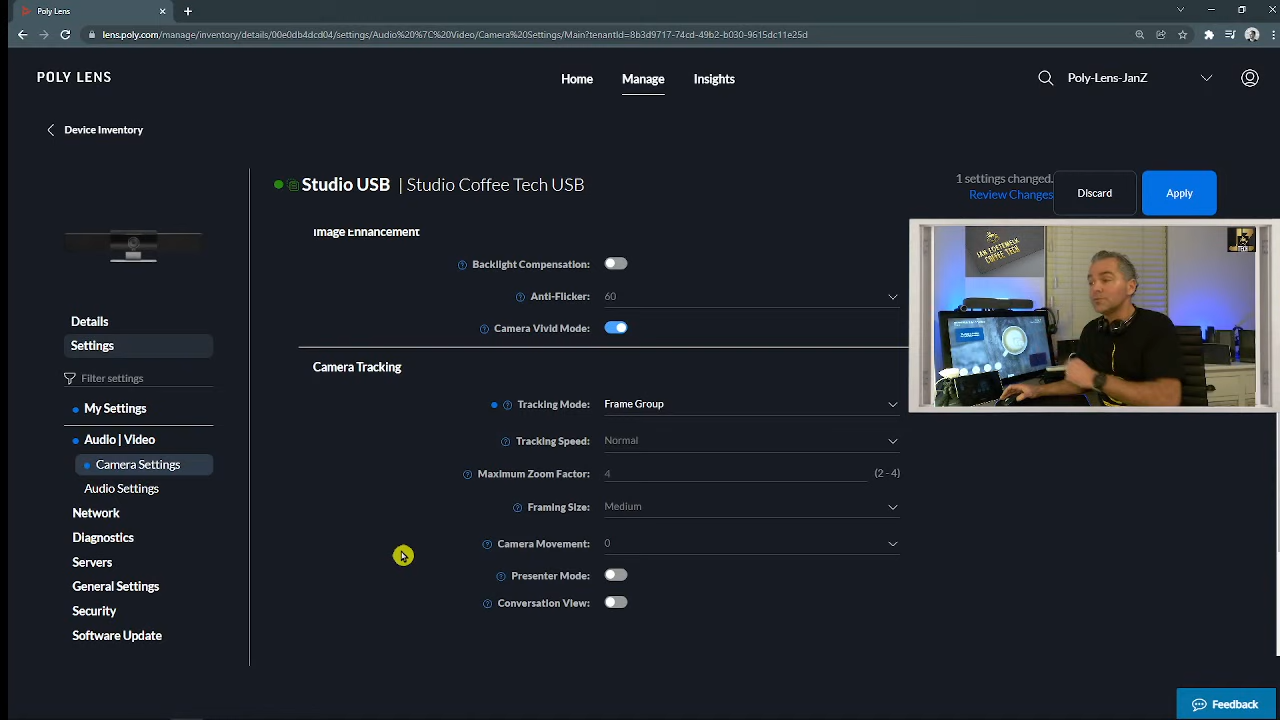 Poly Lens
lens.poly.com/manage/inventory/details/00e0db4dcd04/settings/Audio%20%7C%20Video/Camera%20Settings/Main?tenantId=8b3d9717-74cd-49b2-b030-9615dc11e25d
POLY LENS
Home
Manage
Insights
Poly-Lens-JanZ
Device Inventory
Studio USB | Studio Coffee Tech USB
1 settings changed.
Review Changes
Discard
Apply
Details
Settings
Filter settings
My Settings
Audio | Video
Camera Settings
Audio Settings
Network
Diagnostics
Servers
General Settings
Security
Software Update
Image Enhancement
Backlight Compensation:
Anti-Flicker: 60
Camera Vivid Mode:
Camera Tracking
Tracking Mode: Frame Group
Tracking Speed: Normal
Maximum Zoom Factor: 4 (2 - 4)
Framing Size: Medium
Camera Movement: 0
Presenter Mode:
Conversation View:
COFFEE TECH
TECH
Feedback